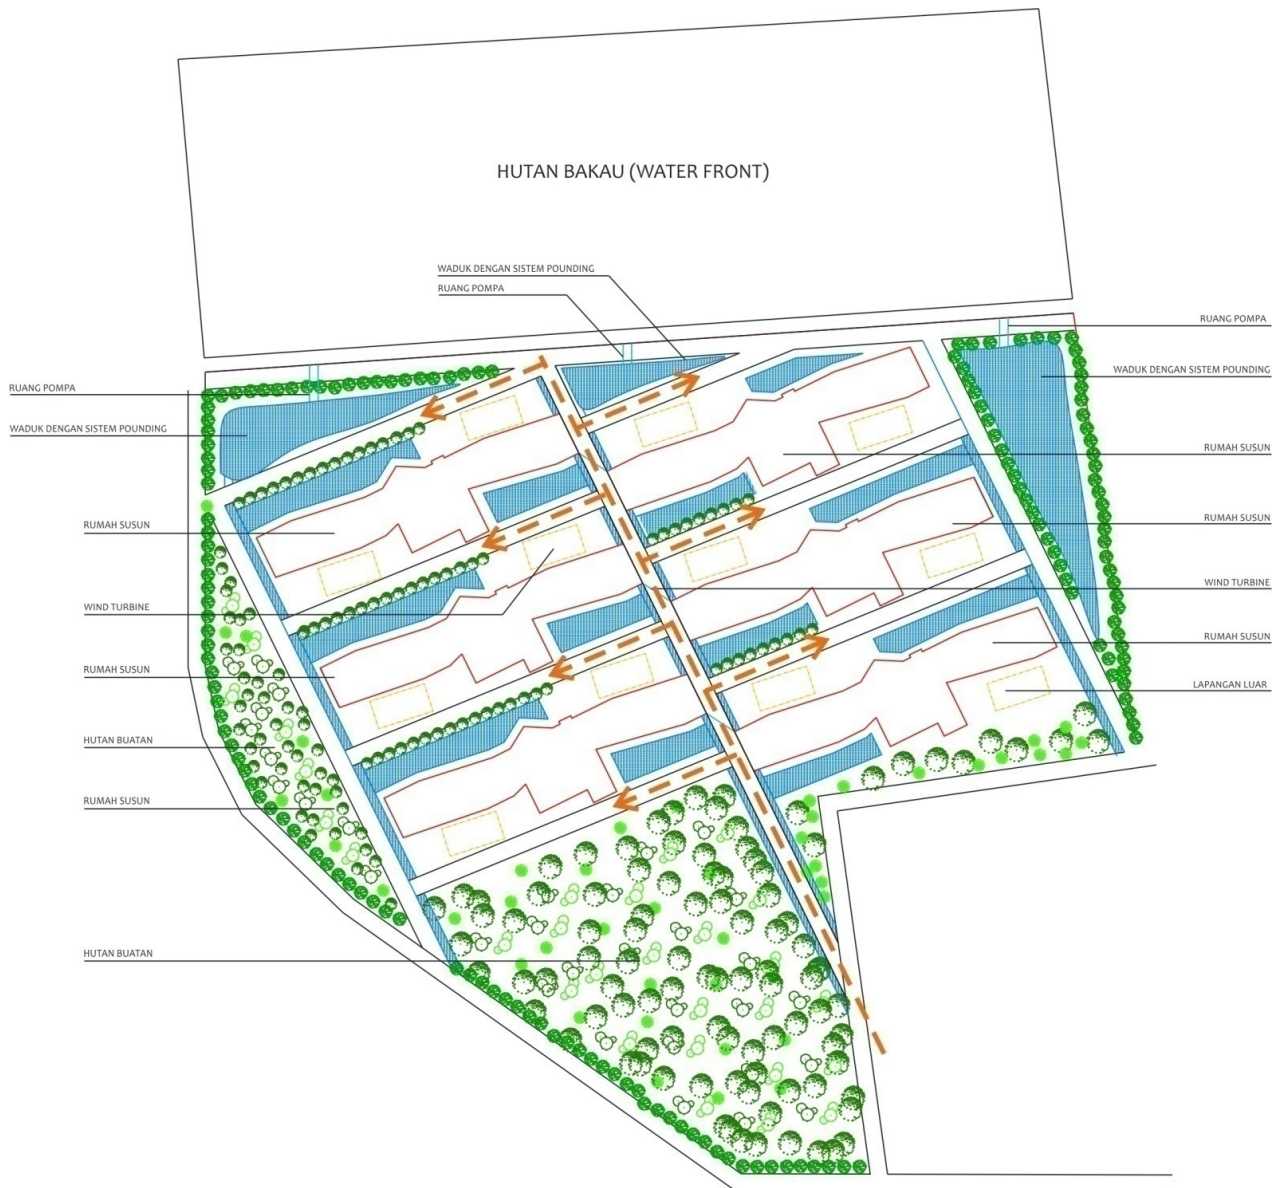 HUTAN BAKAU (WATER FRONT)
WADUK DENGAN SISTEM POUNDING
RUANG POMPA
RUANG POMPA
WADUK DENGAN SISTEM POUNDING
RUANG POMPA
WADUK DENGAN SISTEM POUNDING
RUMAH SUSUN
RUMAH SUSUN
RUMAH SUSUN
WIND TURBINE
WIND TURBINE
RUMAH SUSUN
RUMAH SUSUN
LAPANGAN LUAR
HUTAN BUATAN
RUMAH SUSUN
HUTAN BUATAN